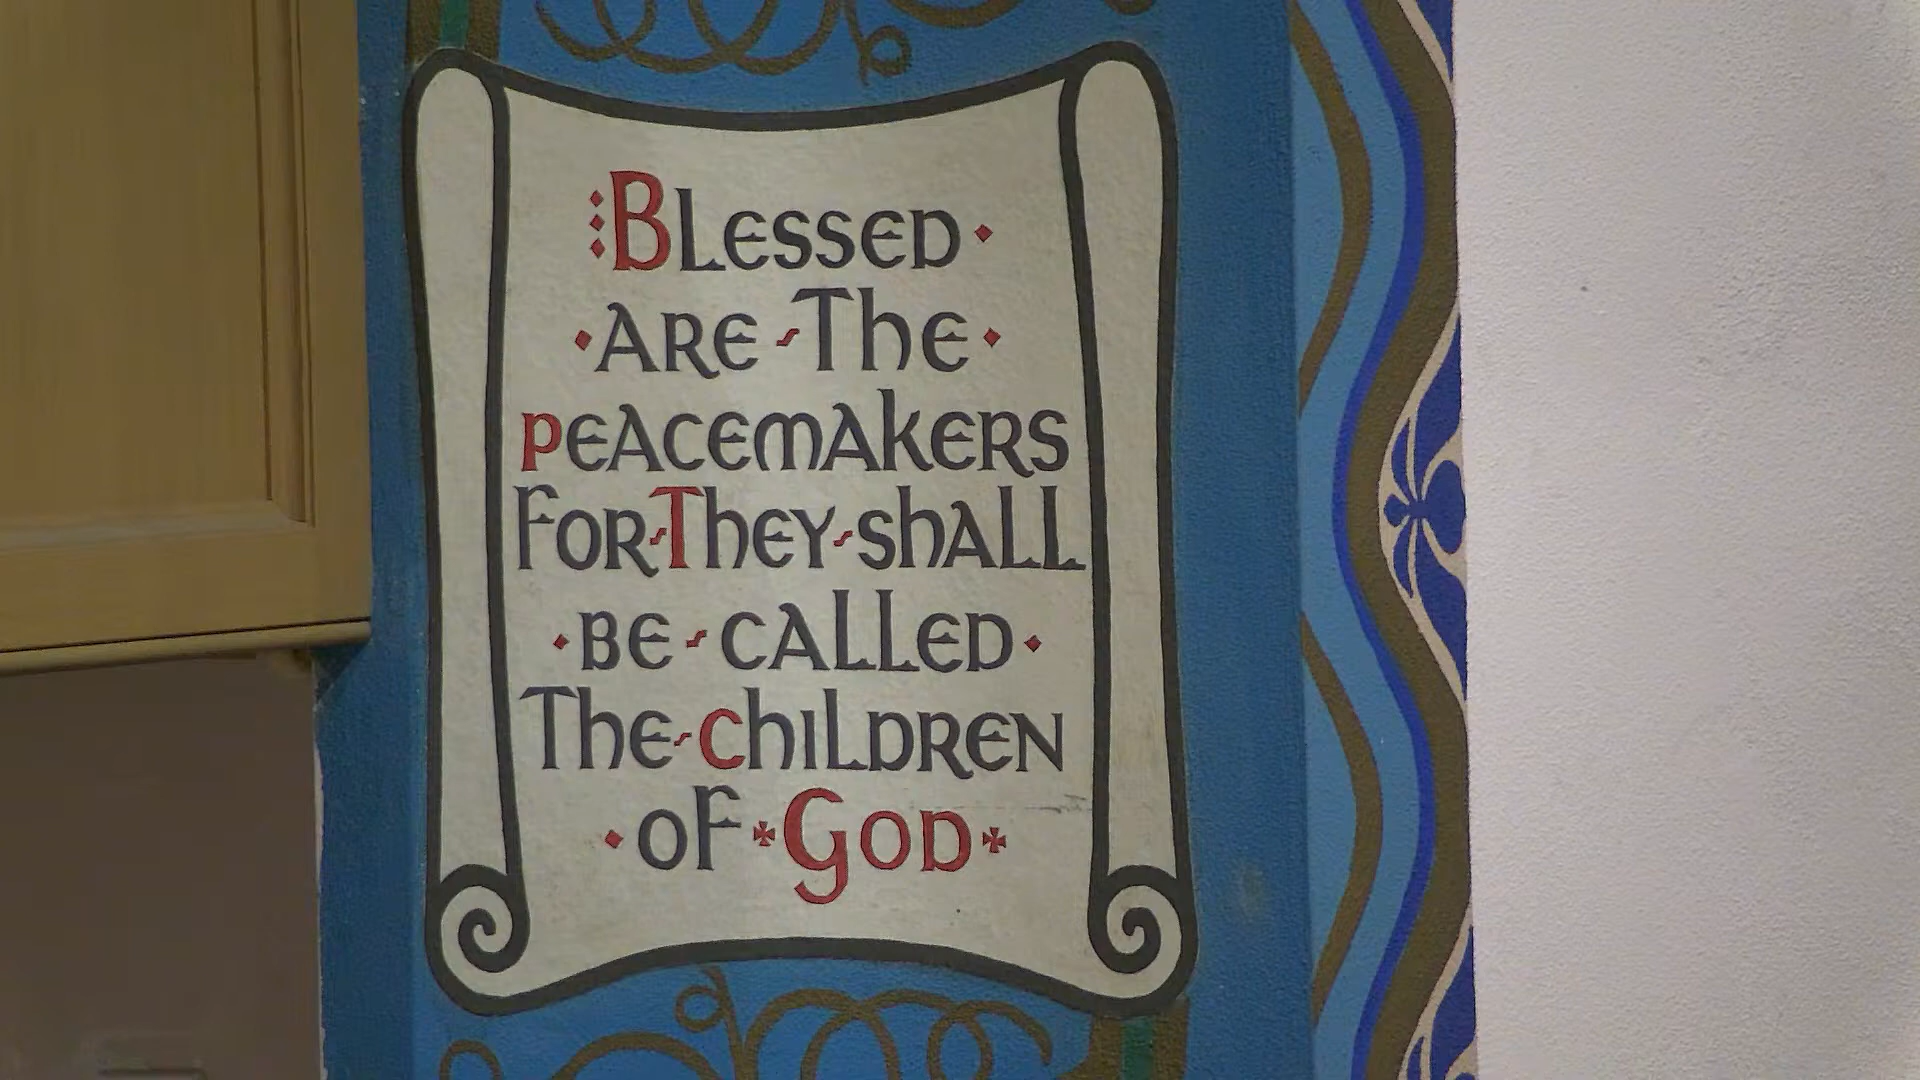 Blessed
are The
peacemakers
For They shall
be called
The children
of God